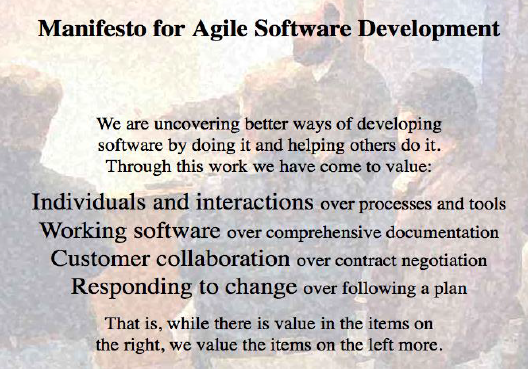 Manifesto for Agile Software Development
We are uncovering better ways of developing
software by doing it and helping others do it.
Through this work we have come to value:
Individuals and interactions over processes and tools
Working software over comprehensive documentation
Customer collaboration over contract negotiation
Responding to change over following a plan
That is, while there is value in the items on
the right, we value the items on the left more.